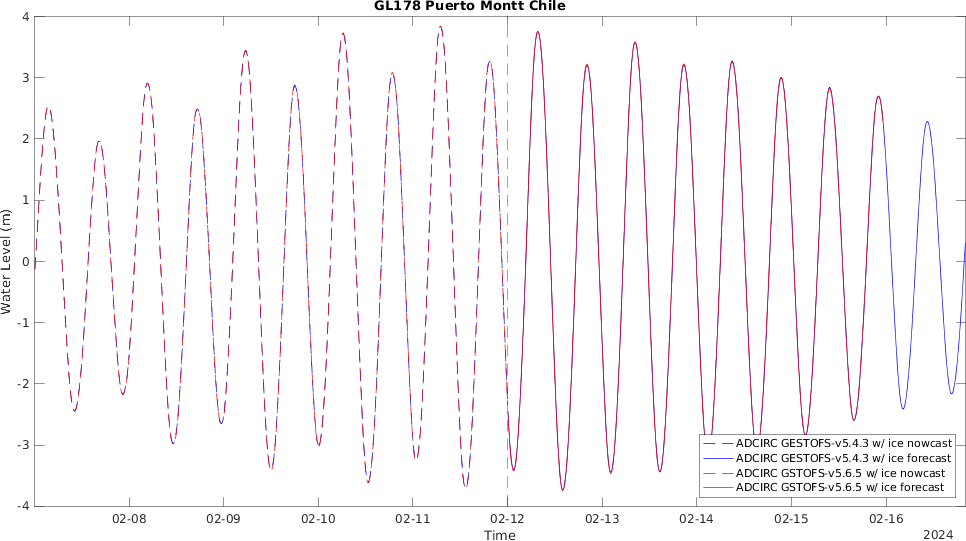 GL178 Puerto Montt Chile
Water Level (m)
4
3
2
1
0
-1
-2
-3
-4
ADCIRC GESTOFS-v5.4.3 w/ ice nowcast
ADCIRC GESTOFS-v5.4.3 w/ ice forecast
ADCIRC GSTOFS-v5.6.5 w/ ice nowcast
ADCIRC GSTOFS-v5.6.5 w/ ice forecast
02-08 02-09 02-10 02-11 02-12 02-13 02-14 02-15 02-16
Time
2024